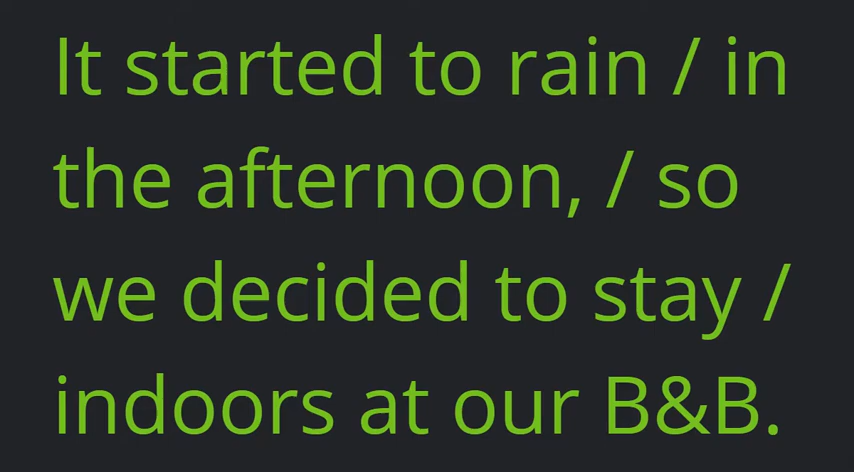 It started to rain / in
the afternoon, / so
we decided to stay /
indoors at our B&B.